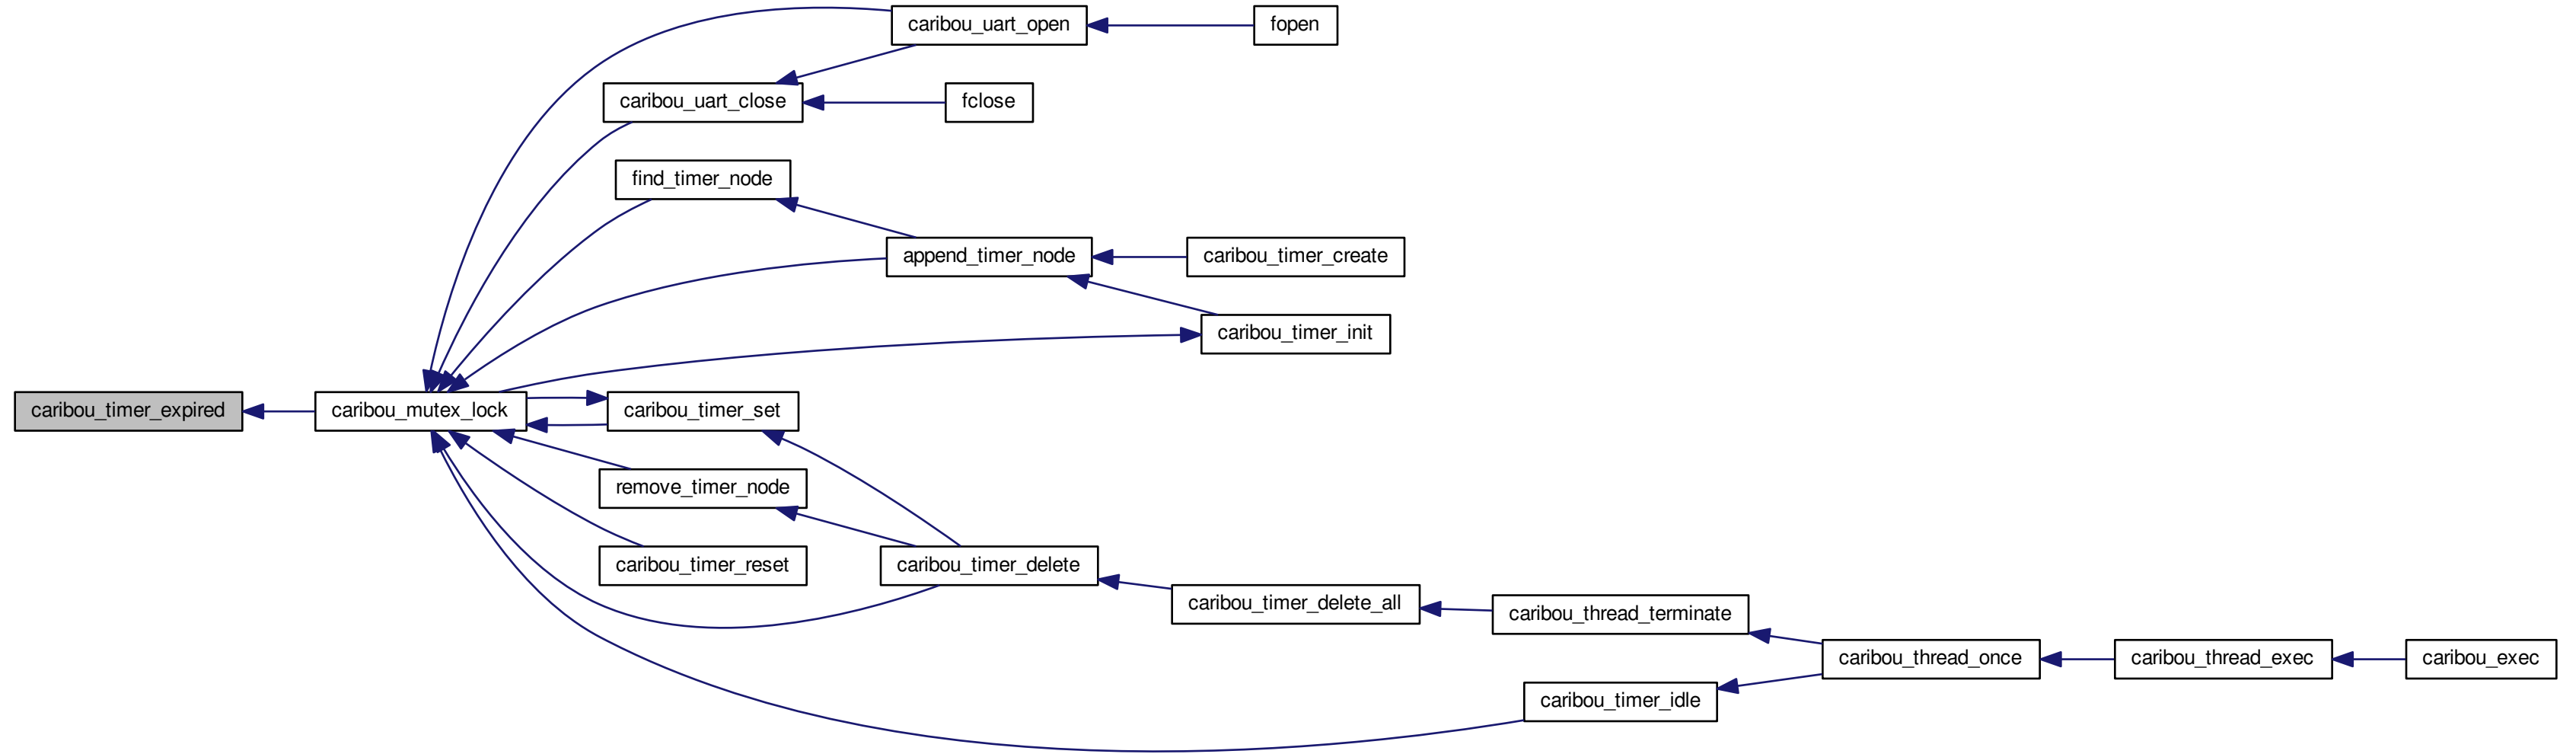 caribou_uart_open
fopen
caribou_uart_close
fclose
find_timer_node
append_timer_node
caribou_timer_create
caribou_timer_init
caribou_timer_expired
caribou_mutex_lock
caribou_timer_set
remove_timer_node
caribou_timer_reset
caribou_timer_delete
caribou_timer_delete_all
caribou_thread_terminate
caribou_thread_once
caribou_thread_exec
caribou_exec
caribou_timer_idle